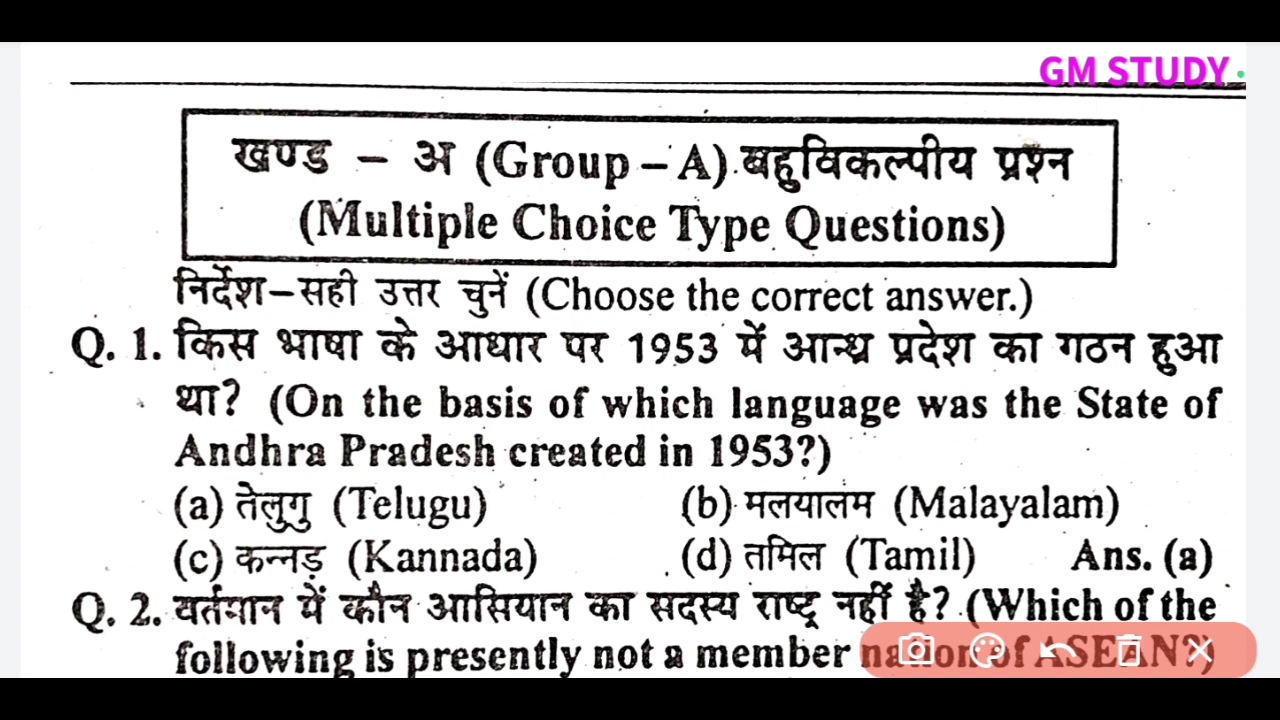 GM STUDY
खण्ड – अ (Group – A) बहुविकल्पीय प्रश्न
(Multiple Choice Type Questions)
निर्देश–सही उत्तर चुनें (Choose the correct answer.)
Q. 1. किस भाषा के आधार पर 1953 में आन्ध्र प्रदेश का गठन हुआ
था? (On the basis of which language was the State of
Andhra Pradesh created in 1953?)
(a) तेलुगु (Telugu) (b) मलयालम (Malayalam)
(c) कन्नड़ (Kannada) (d) तमिल (Tamil) Ans. (a)
Q. 2. वर्तमान में कौन आसियान का सदस्य राष्ट्र नहीं है? (Which of the
following is presently not a member nation of ASEAN?)